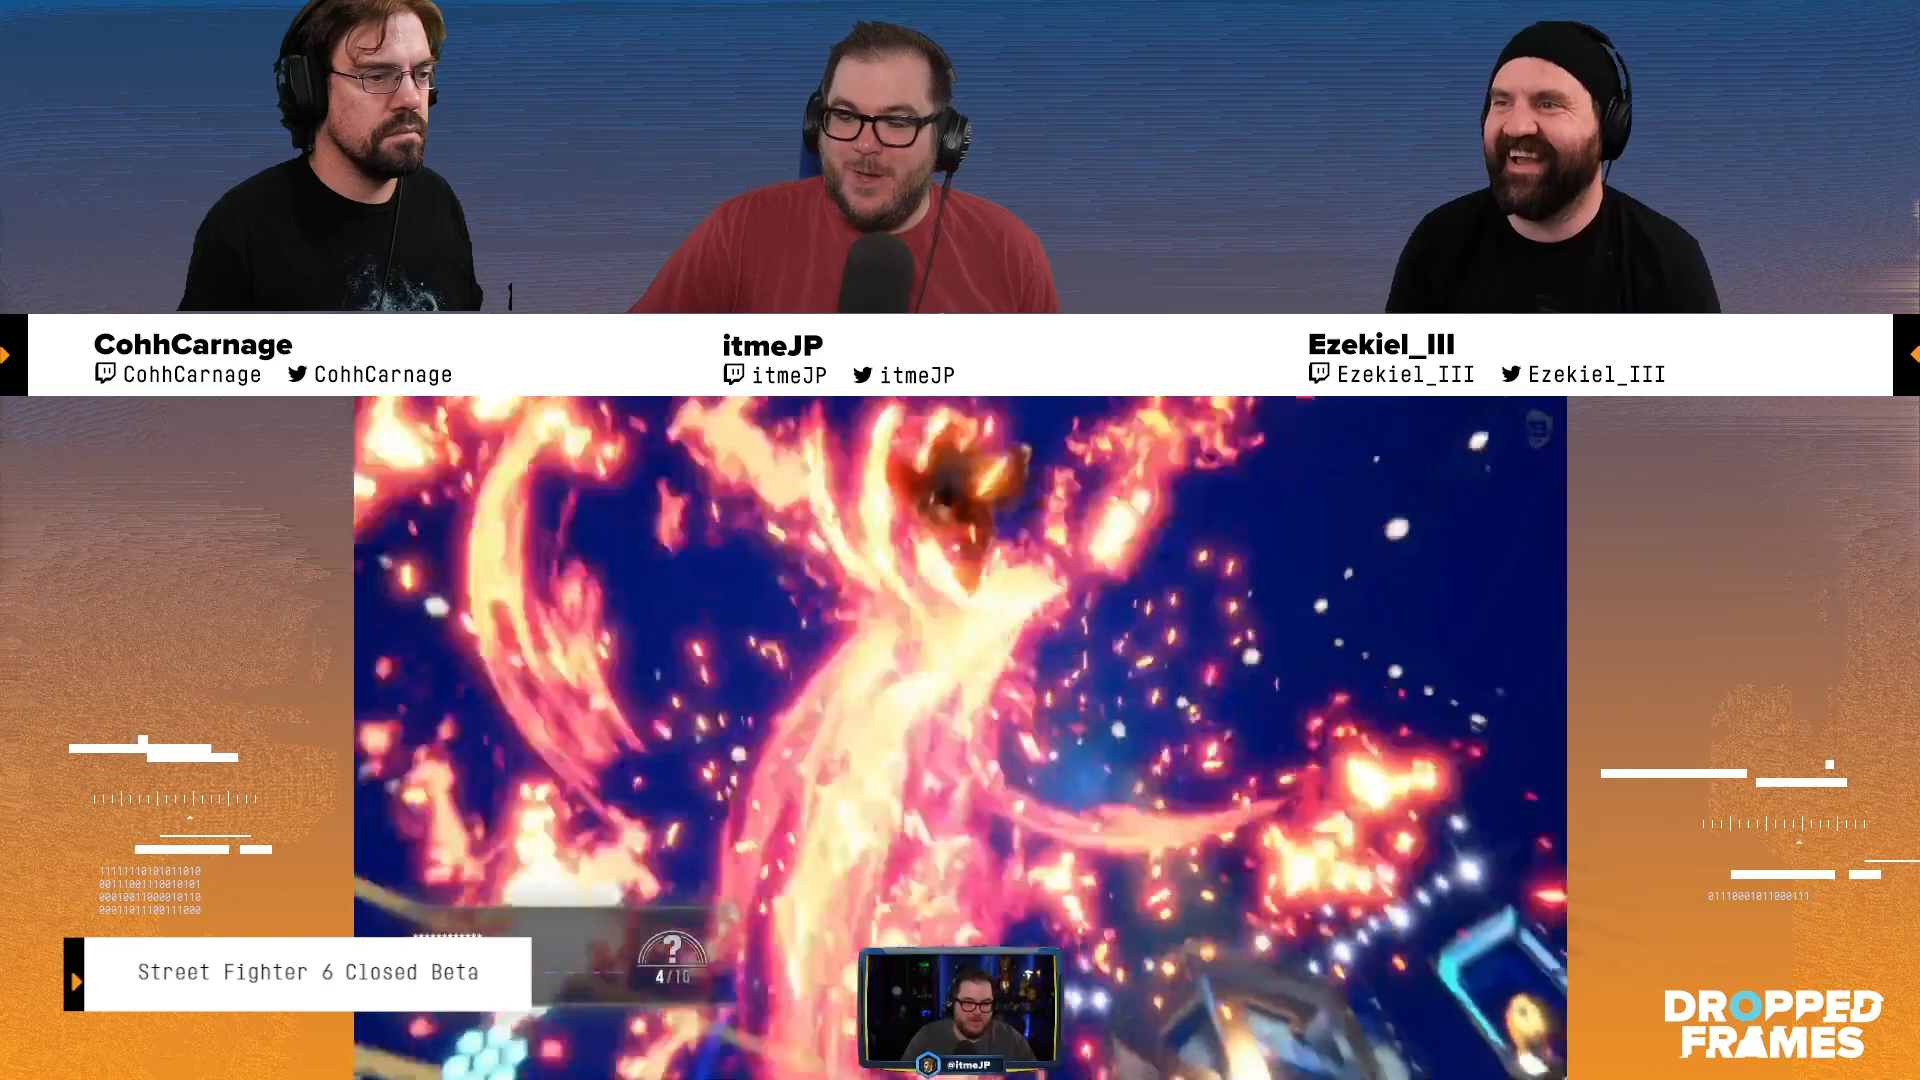 CohhCarnage
CohhCarnage CohhCarnage
itmeJP
itmeJP itmeJP
Ezekiel_III
Ezekiel_III Ezekiel_III
************
?
4/10
Street Fighter 6 Closed Beta
@itmeJP
DROPPED
FRAMES
01110001011000111